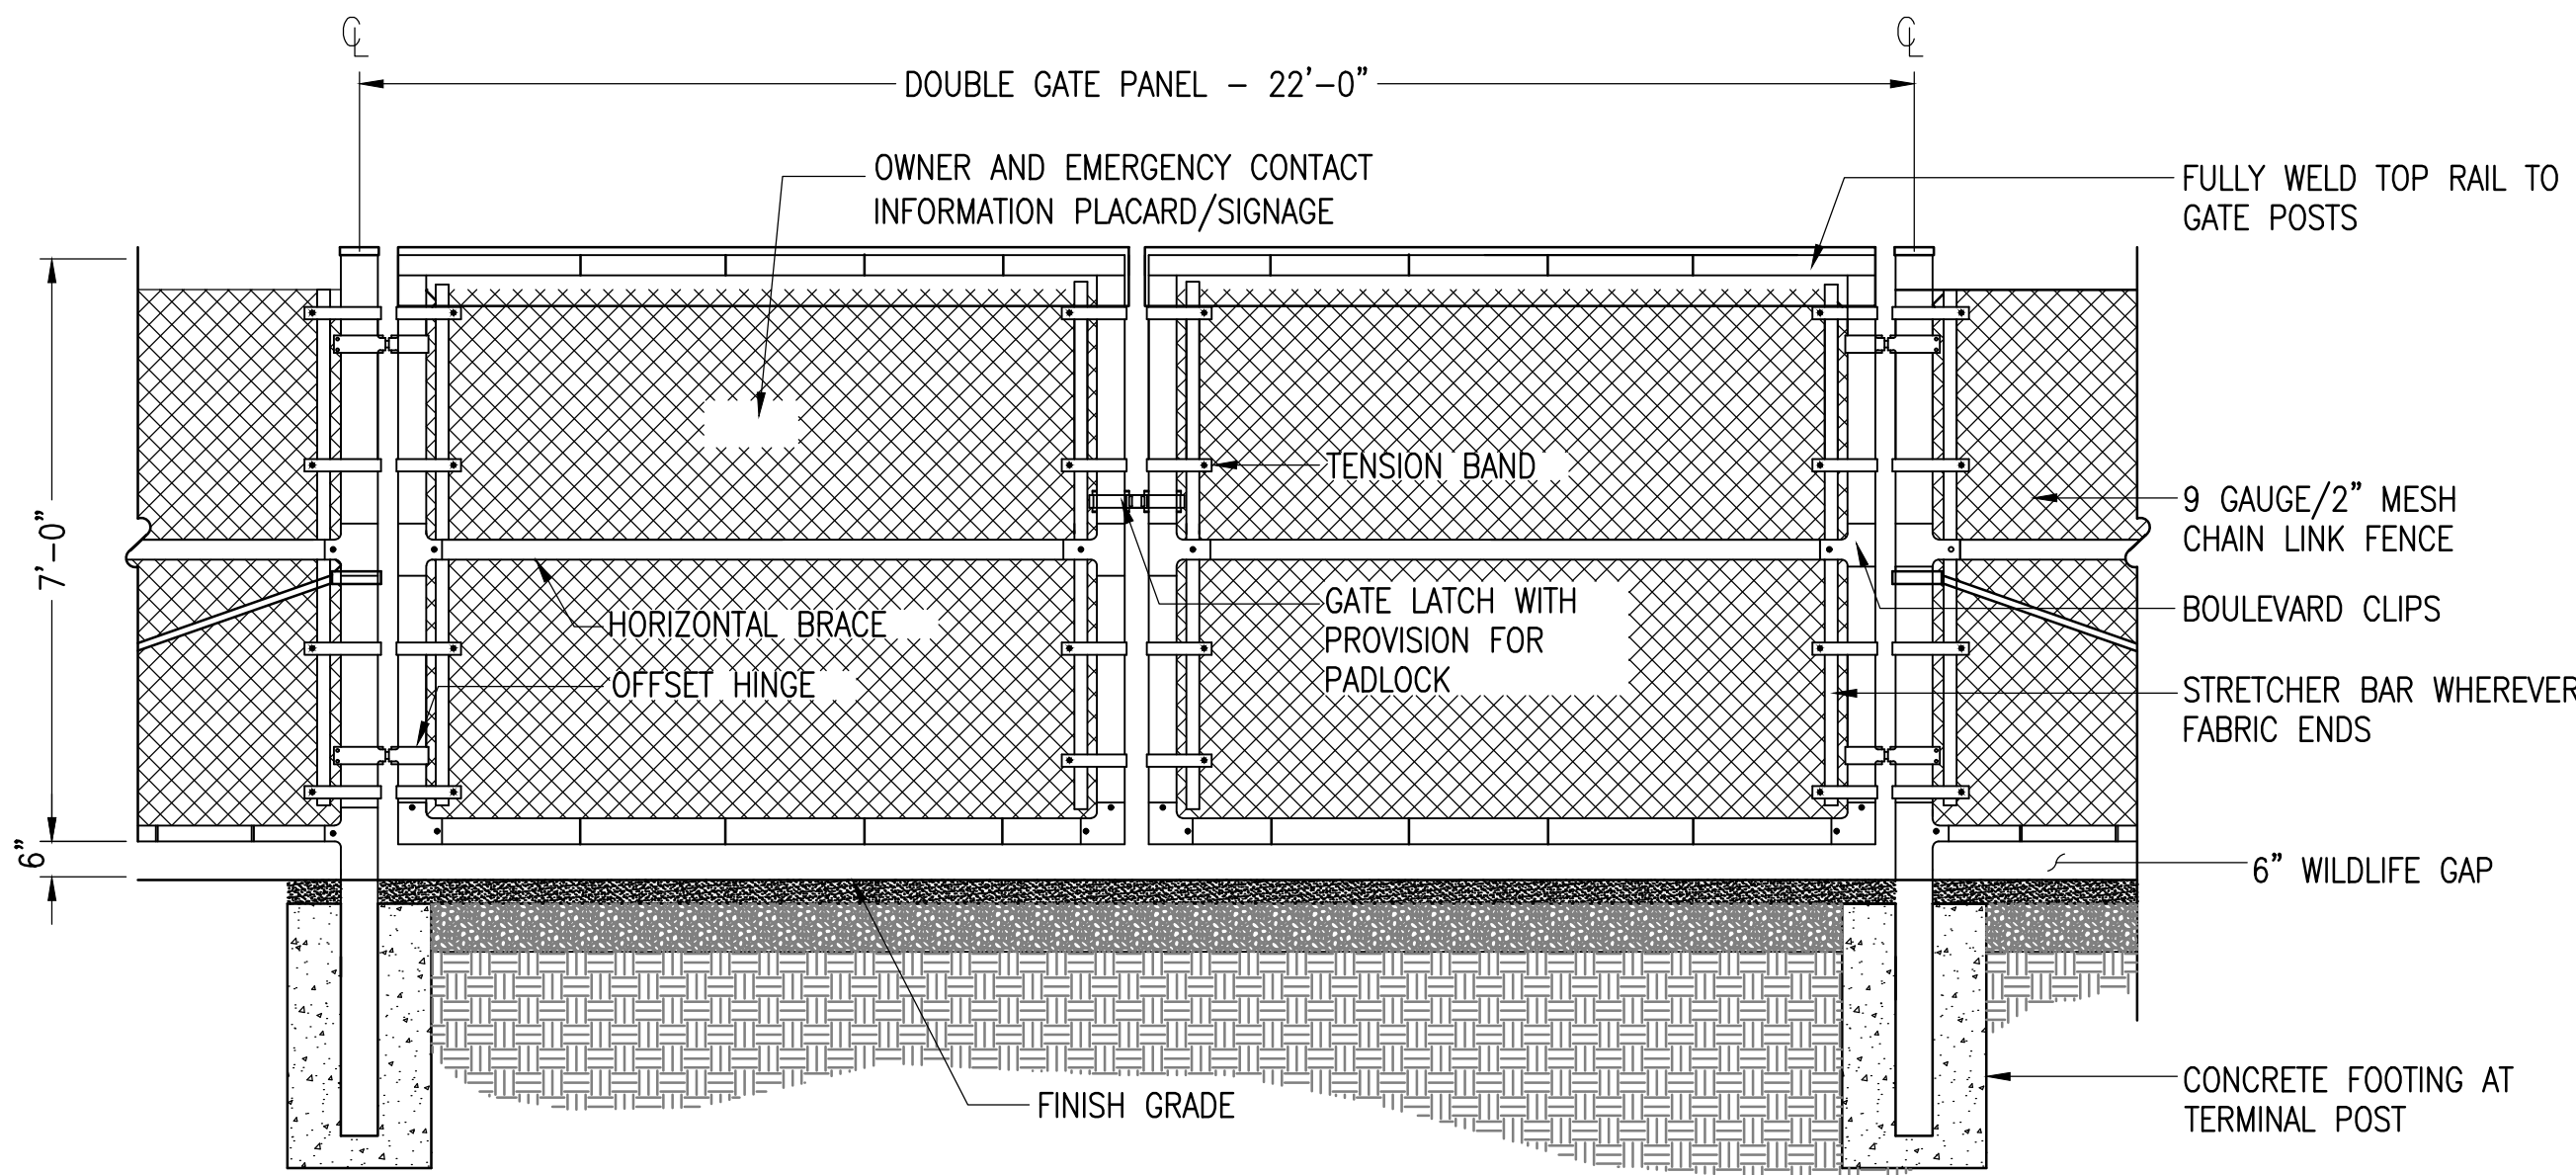 ℄
℄
DOUBLE GATE PANEL - 22'-0"
OWNER AND EMERGENCY CONTACT
INFORMATION PLACARD/SIGNAGE
FULLY WELD TOP RAIL TO
GATE POSTS
TENSION BAND
9 GAUGE/2" MESH
CHAIN LINK FENCE
7'-0"
HORIZONTAL BRACE
GATE LATCH WITH
PROVISION FOR
PADLOCK
BOULEVARD CLIPS
OFFSET HINGE
STRETCHER BAR WHEREVER
FABRIC ENDS
6"
6" WILDLIFE GAP
FINISH GRADE
CONCRETE FOOTING AT
TERMINAL POST